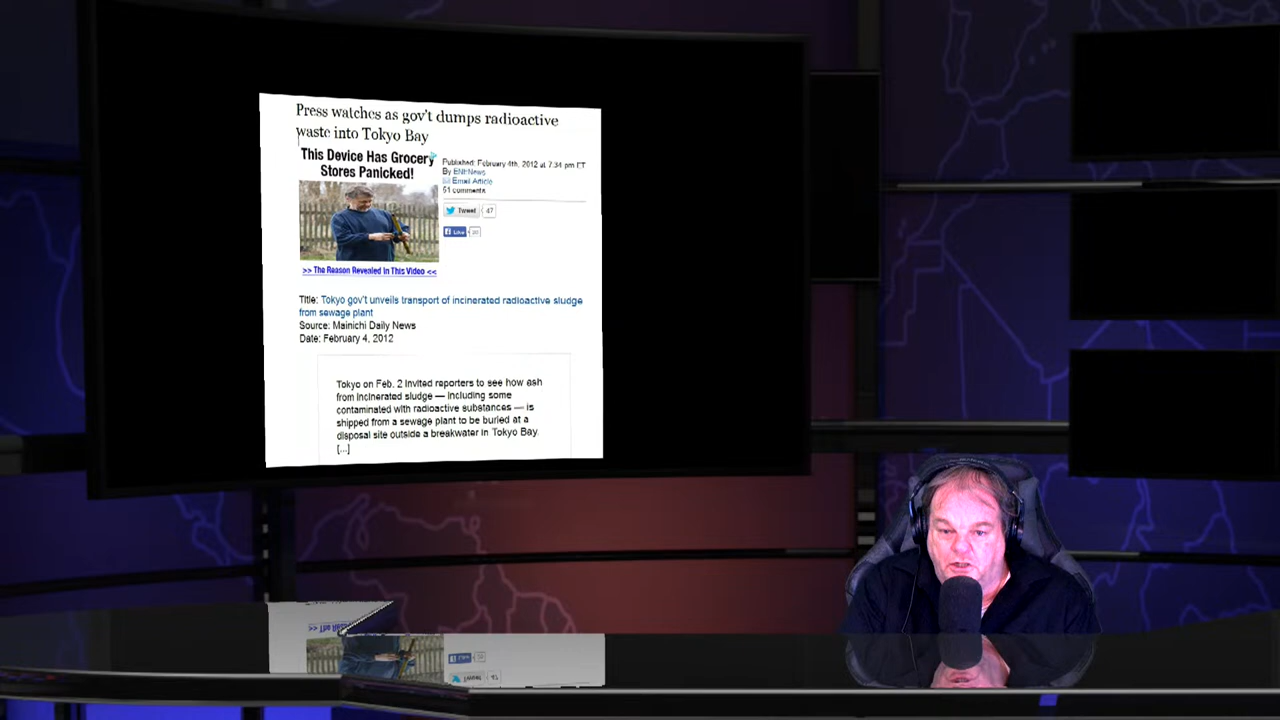 Press watches as gov't dumps radioactive
waste into Tokyo Bay
This Device Has Grocery
Stores Panicked!
>> The Reason Revealed In This Video <<
Published: February 4th, 2012 at 7:34 pm ET
By ENENews
Email Article
51 comments
Tweet 47
Like
Title: Tokyo gov't unveils transport of incinerated radioactive sludge
from sewage plant
Source: Mainichi Daily News
Date: February 4, 2012
Tokyo on Feb. 2 invited reporters to see how ash
from incinerated sludge — including some
contaminated with radioactive substances — is
shipped from a sewage plant to be buried at a
disposal site outside a breakwater in Tokyo Bay.
[...]